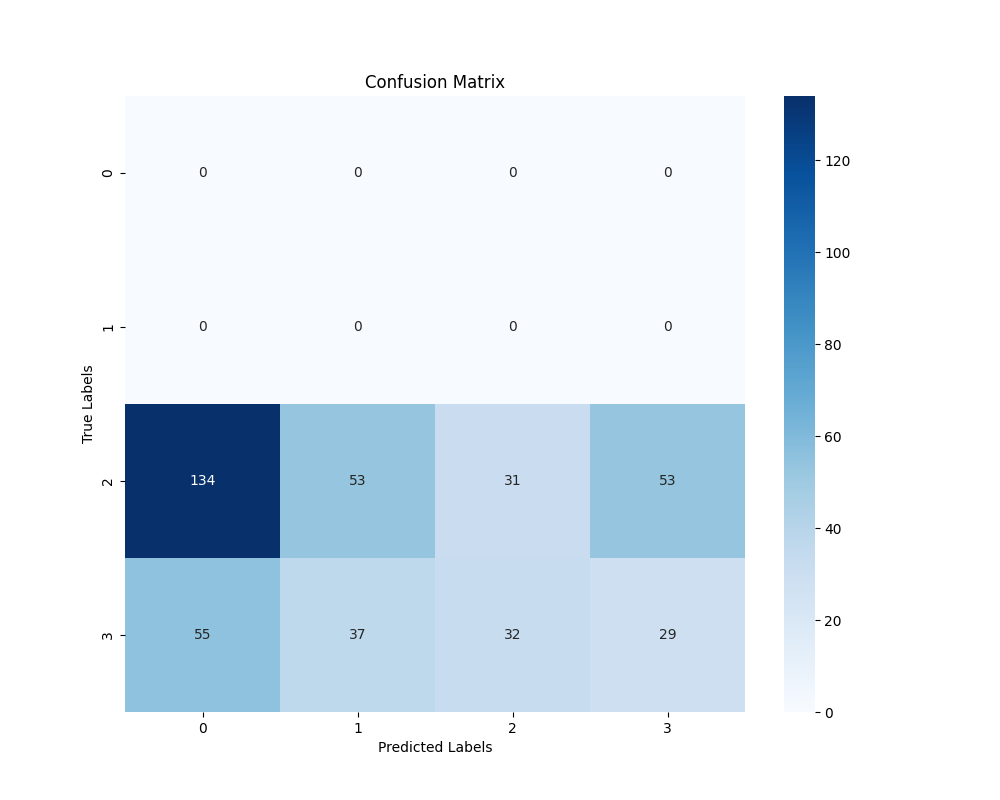 Confusion Matrix
True Labels
0 0 0 0 0
1 0 0 0 0
2 134 53 31 53
3 55 37 32 29
0 1 2 3
Predicted Labels
120
100
80
60
40
20
0